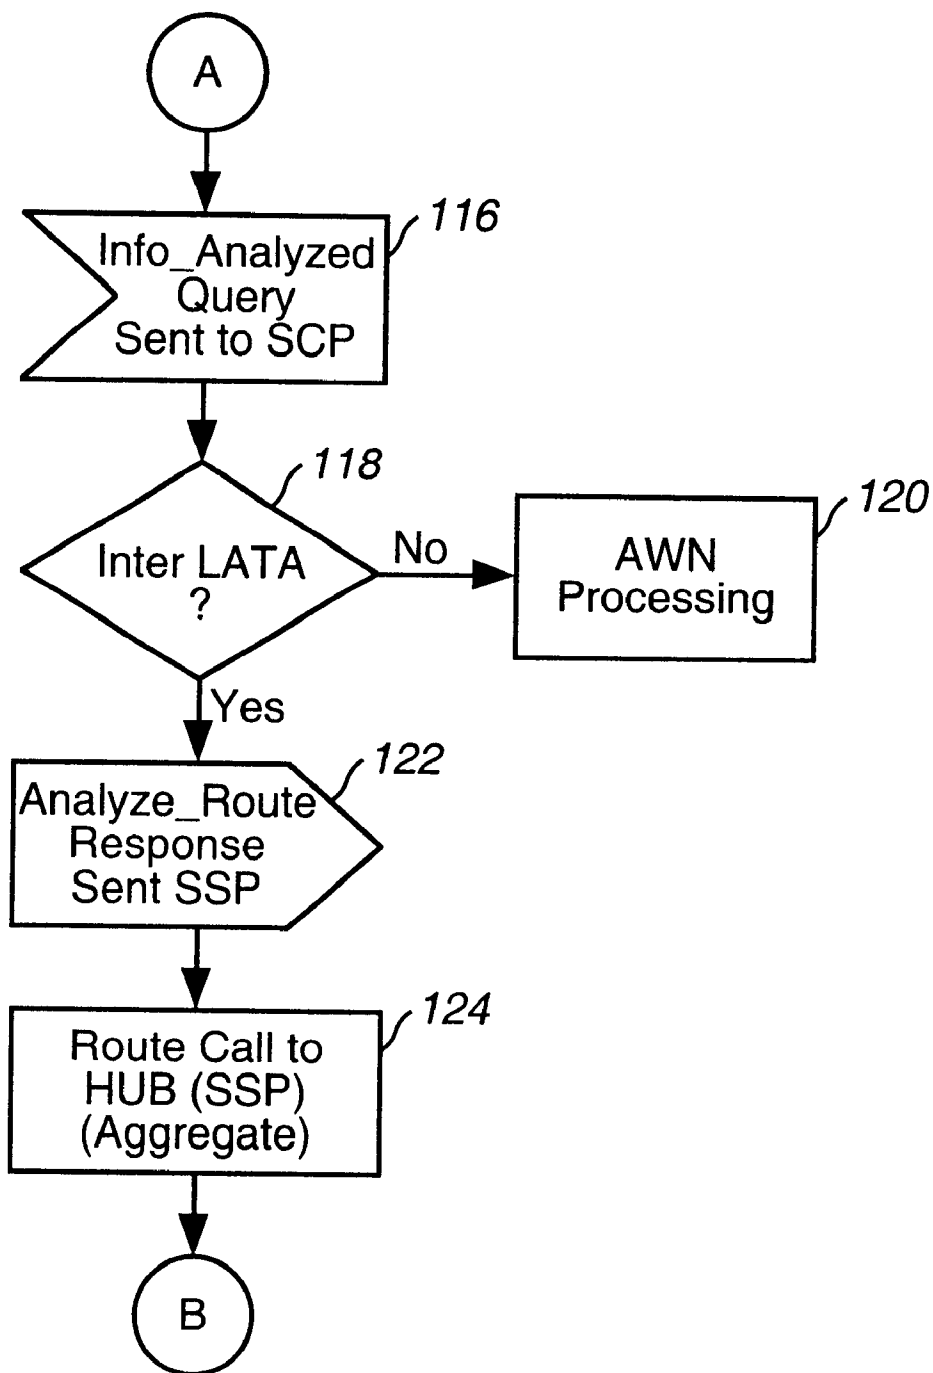 A
116
Info_Analyzed
Query
Sent to SCP
118
Inter LATA
?
No
120
AWN
Processing
Yes
122
Analyze_Route
Response
Sent SSP
124
Route Call to
HUB (SSP)
(Aggregate)
B